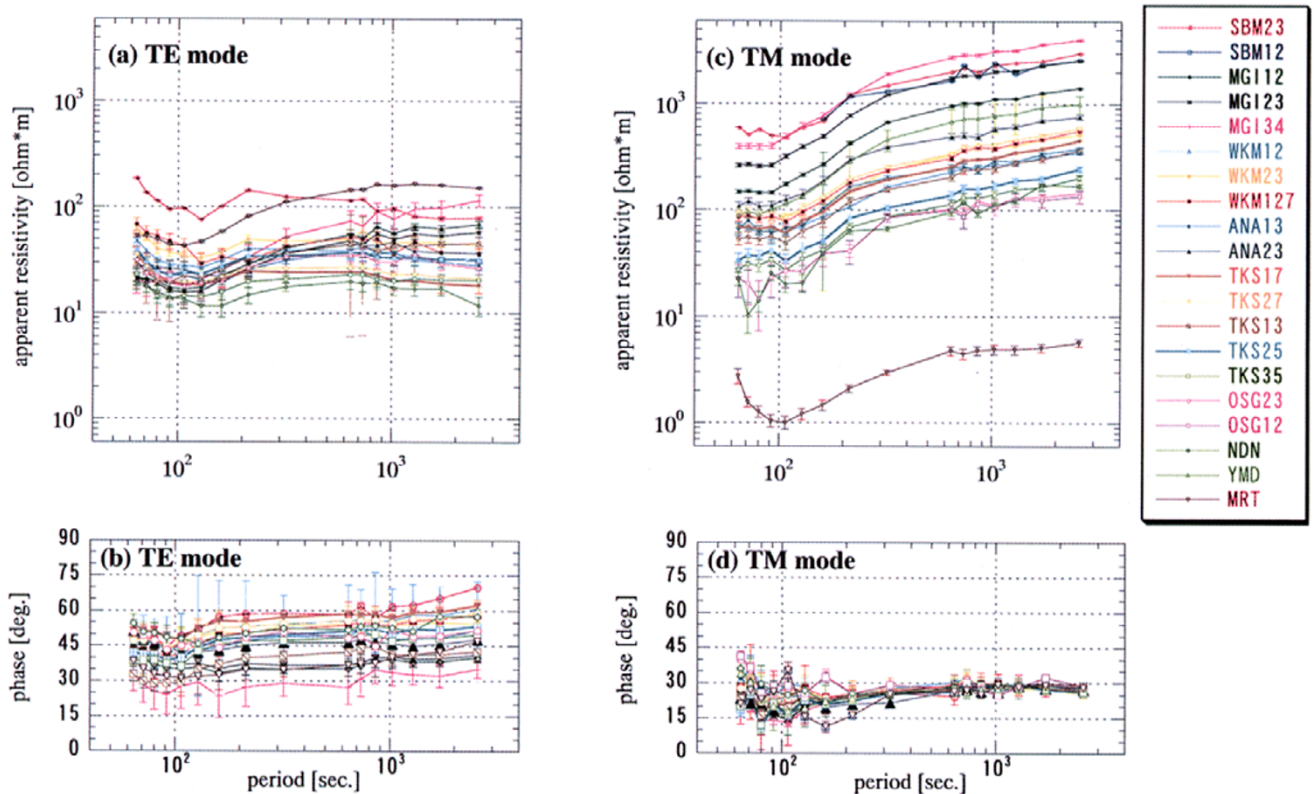 (a) TE mode
apparent resistivity [ohm*m]
10³
10²
10¹
10⁰
10² 10³
(c) TM mode
apparent resistivity [ohm*m]
10³
10²
10¹
10⁰
10² 10³
SBM23
SBM12
MGI12
MGI23
MGI34
WKM12
WKM23
WKM127
ANA13
ANA23
TKS17
TKS27
TKS13
TKS25
TKS35
OSG23
OSG12
NDN
YMD
MRT
(b) TE mode
phase [deg.]
90
75
60
45
30
15
0
10² 10³
period [sec.]
(d) TM mode
phase [deg.]
90
75
60
45
30
15
0
10² 10³
period [sec.]